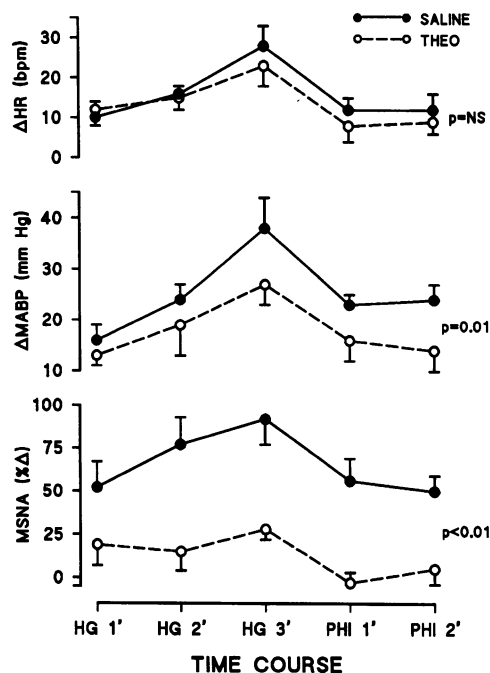 SALINE
THEO
ΔHR (bpm)
30
20
10
0
p=NS
ΔMABP (mm Hg)
40
30
20
10
p=0.01
MSNA (%Δ)
100
75
50
25
0
p<0.01
HG 1' HG 2' HG 3' PHI 1' PHI 2'
TIME COURSE